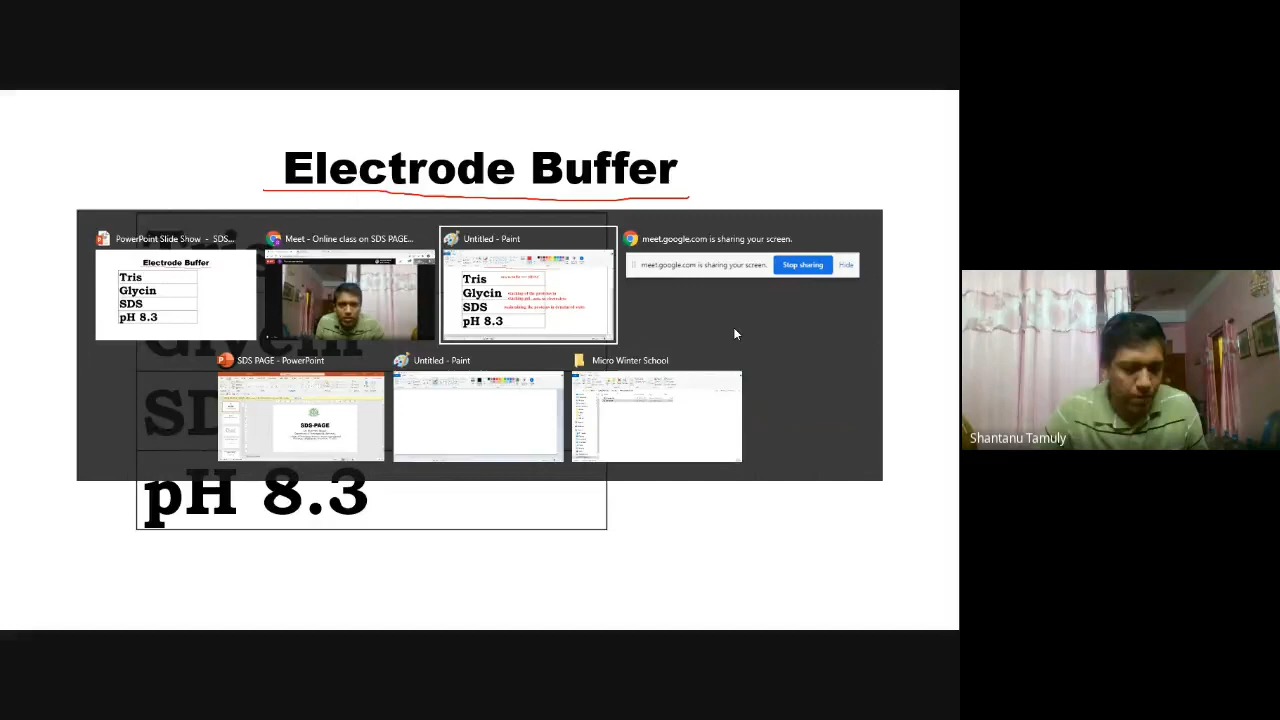 Electrode Buffer
PowerPoint Slide Show - SDS...
Meet - Online class on SDS PAGE...
Untitled - Paint
meet.google.com is sharing your screen.
Electrode Buffer
Tris
Glycin
SDS
pH 8.3
Tris
Glycin
SDS
pH 8.3
meet.google.com is sharing your screen.
Stop sharing
Hide
SDS PAGE - PowerPoint
Untitled - Paint
Micro Winter School
SDS-PAGE
Glycin
SD
pH 8.3
Shantanu Tamuly